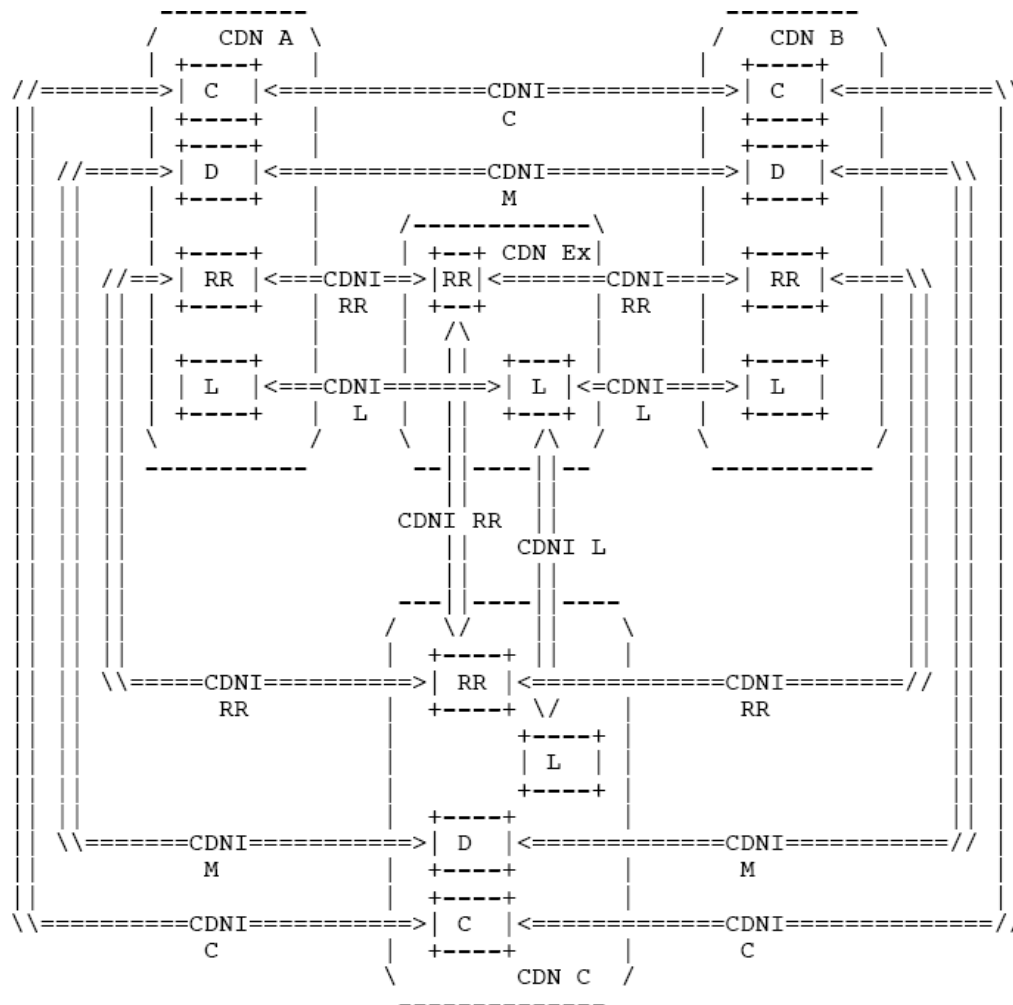 CDN A CDN B
C CDNI C
C
D CDNI D
M
CDN Ex
RR CDNI RR CDNI RR
RR RR
L CDNI L CDNI L
L L
CDNI RR
CDNI L
CDNI RR CDNI
RR RR
L
CDNI D CDNI
M M
CDNI C CDNI
C C
CDN C